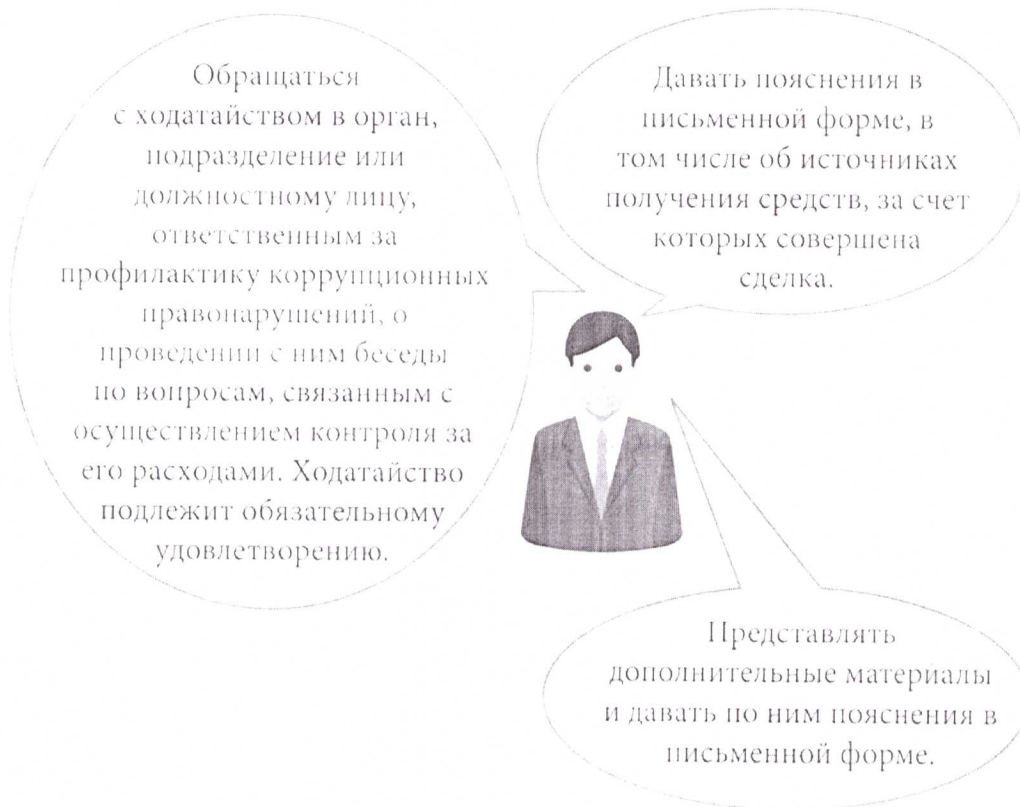 Обращаться
с ходатайством в орган,
подразделение или
должностному лицу,
ответственным за
профилактику коррупционных
правонарушений, о
проведении с ним беседы
по вопросам, связанным с
осуществлением контроля за
его расходами. Ходатайство
подлежит обязательному
удовлетворению.
Давать пояснения в
письменной форме, в
том числе об источниках
получения средств, за счет
которых совершена
сделка.
Представлять
дополнительные материалы
и давать по ним пояснения в
письменной форме.